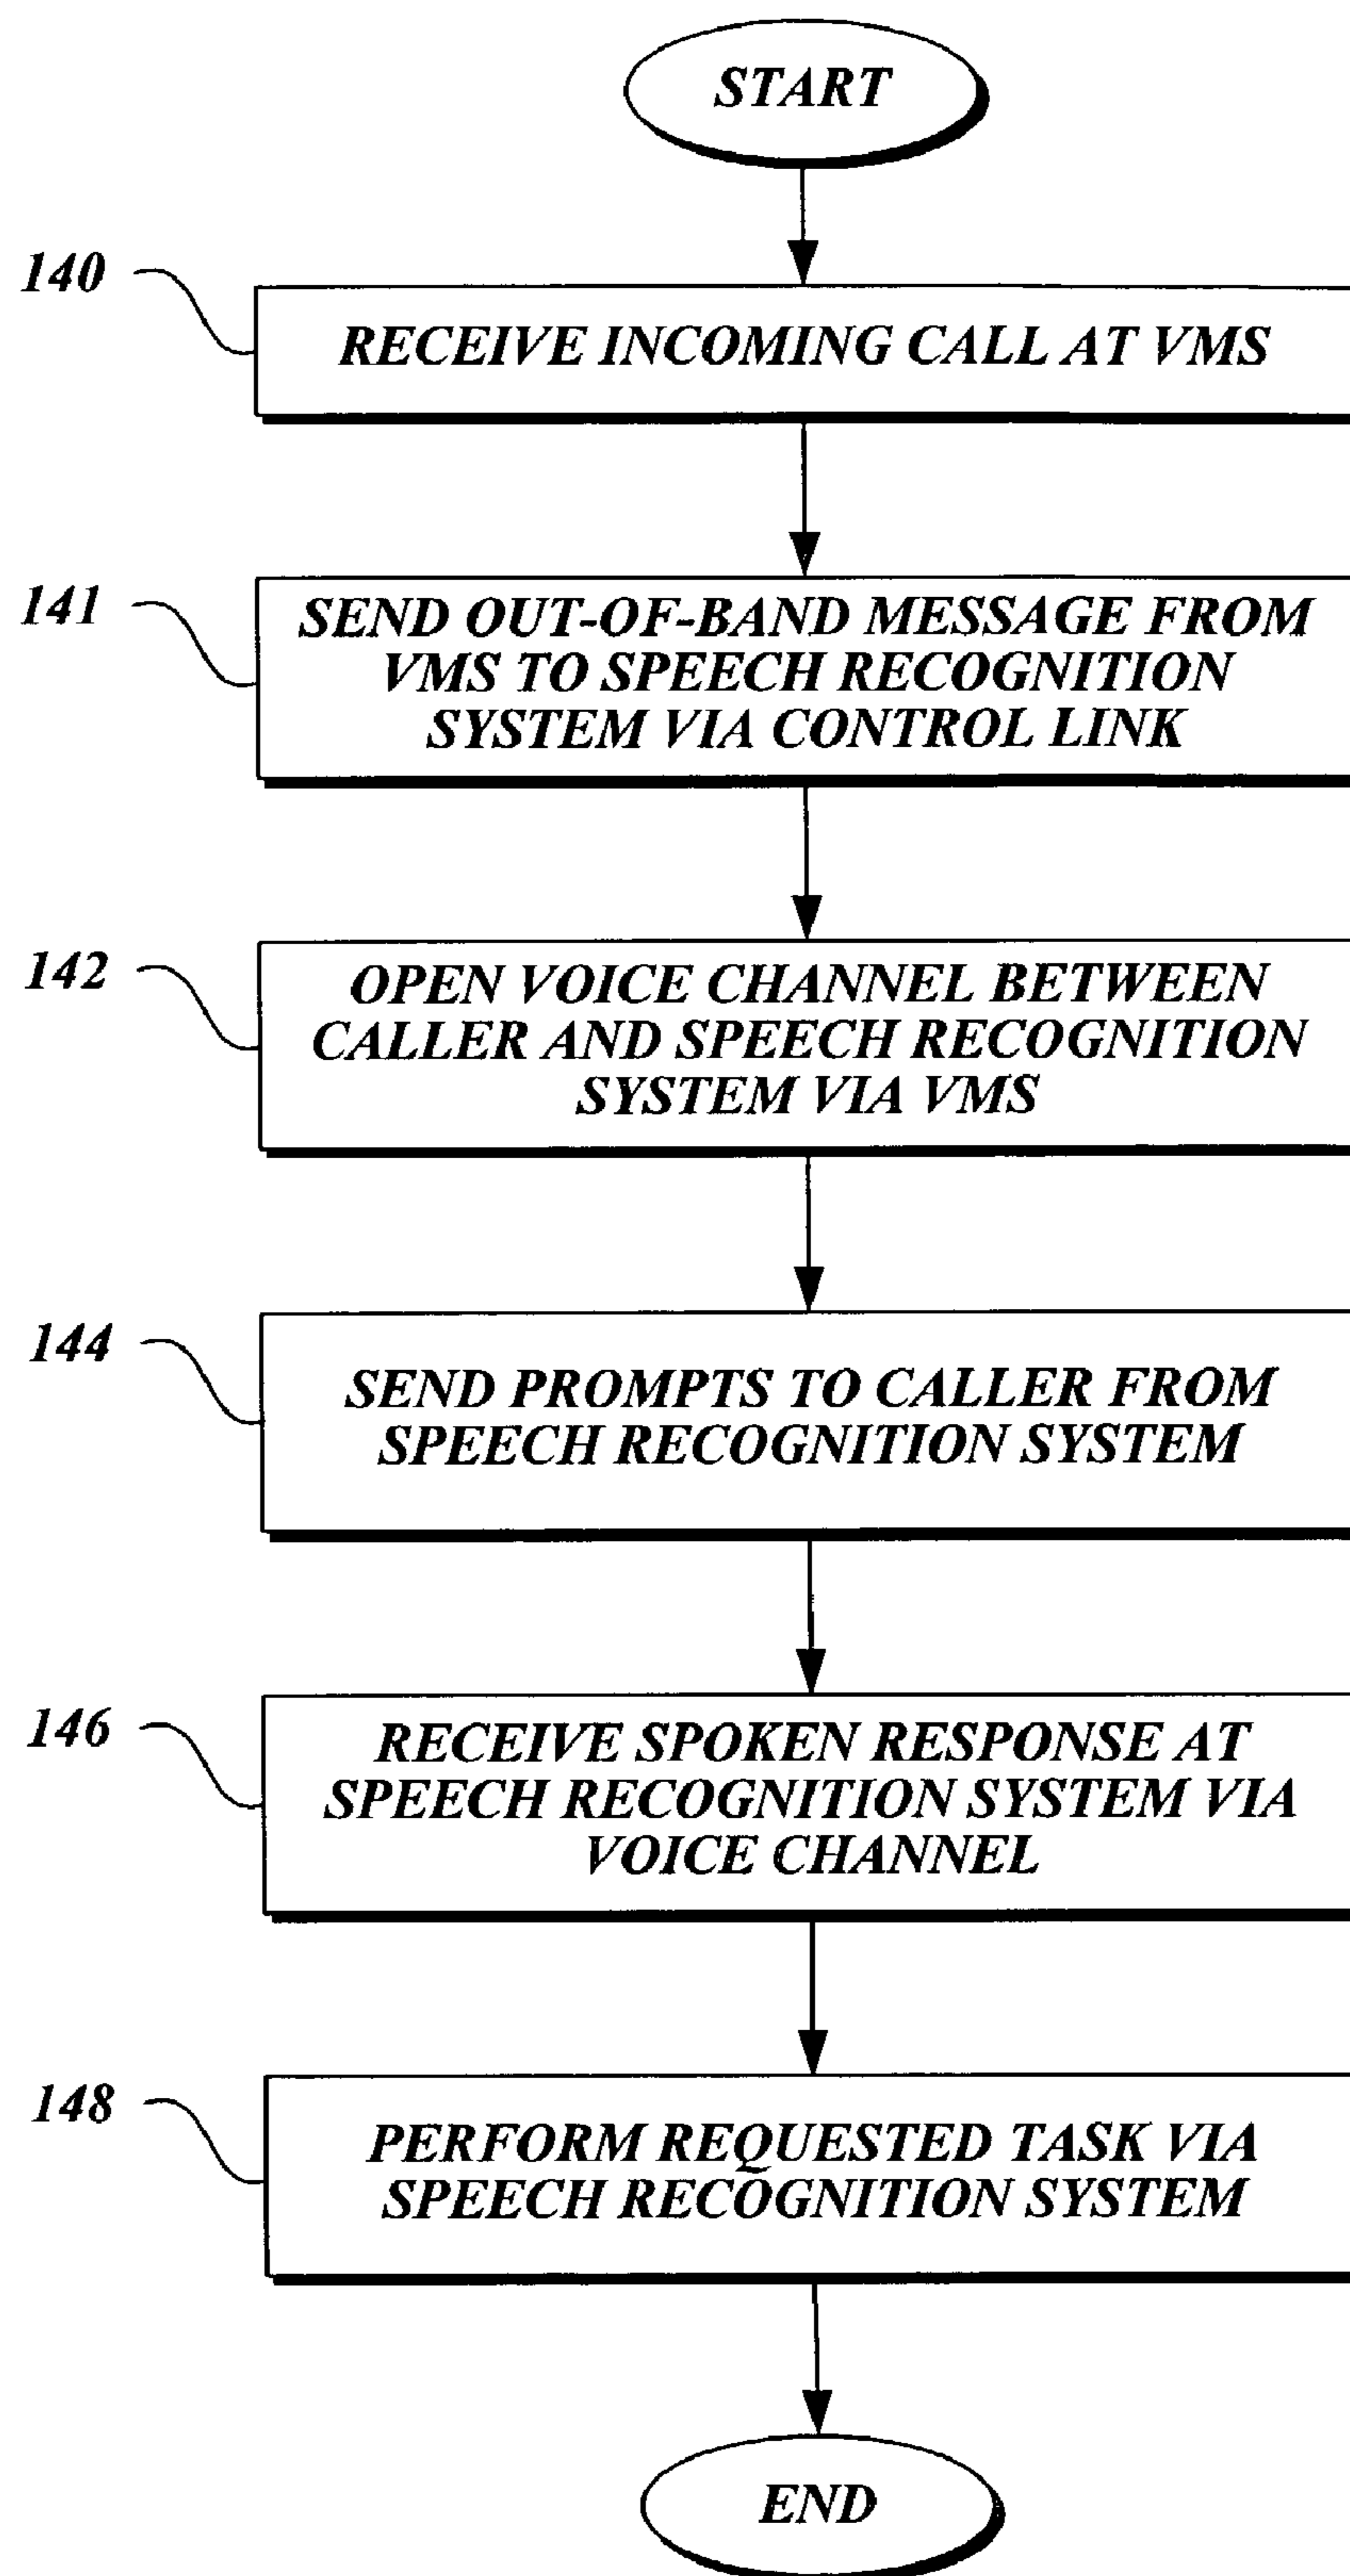 START
140
RECEIVE INCOMING CALL AT VMS
141
SEND OUT-OF-BAND MESSAGE FROM
VMS TO SPEECH RECOGNITION
SYSTEM VIA CONTROL LINK
142
OPEN VOICE CHANNEL BETWEEN
CALLER AND SPEECH RECOGNITION
SYSTEM VIA VMS
144
SEND PROMPTS TO CALLER FROM
SPEECH RECOGNITION SYSTEM
146
RECEIVE SPOKEN RESPONSE AT
SPEECH RECOGNITION SYSTEM VIA
VOICE CHANNEL
148
PERFORM REQUESTED TASK VIA
SPEECH RECOGNITION SYSTEM
END